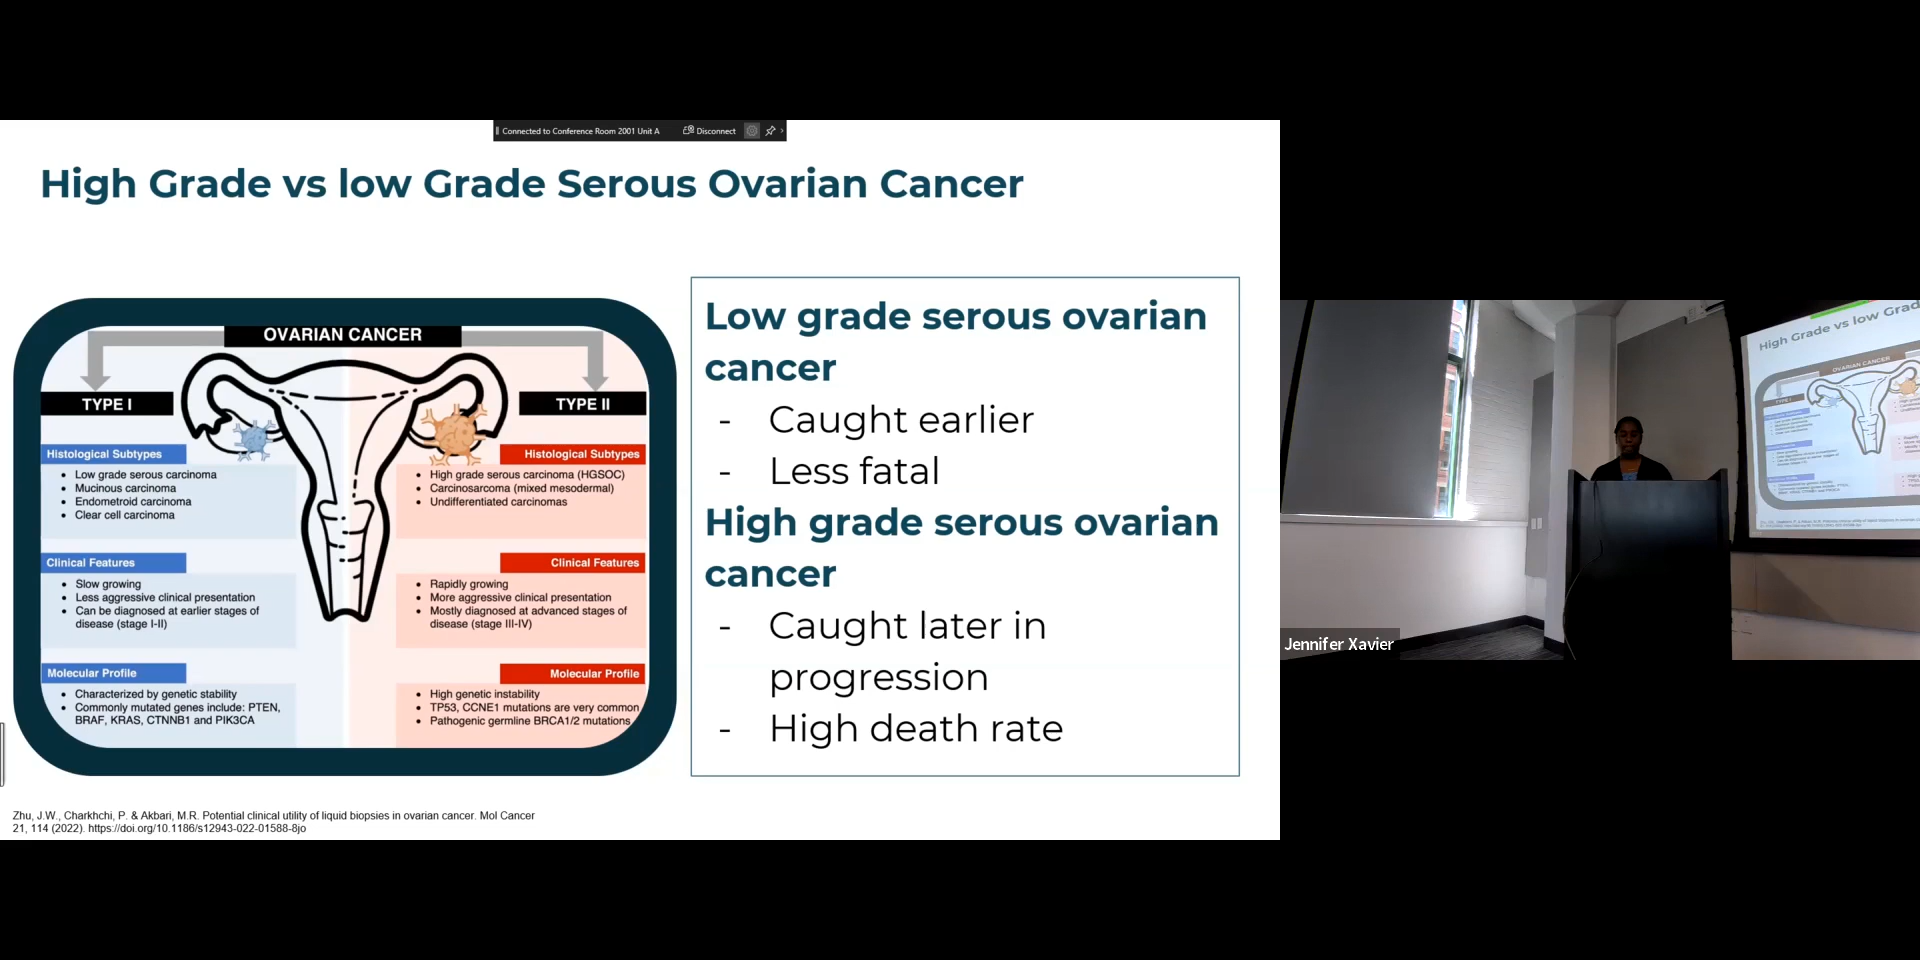 Connected to Conference Room 2001 Unit A Disconnect
High Grade vs low Grade Serous Ovarian Cancer
OVARIAN CANCER
TYPE I
TYPE II
Histological Subtypes
• Low grade serous carcinoma
• Mucinous carcinoma
• Endometroid carcinoma
• Clear cell carcinoma
Clinical Features
• Slow growing
• Less aggressive clinical presentation
• Can be diagnosed at earlier stages of
disease (stage I-II)
Molecular Profile
• Characterized by genetic stability
• Commonly mutated genes include: PTEN,
BRAF, KRAS, CTNNB1 and PIK3CA
Histological Subtypes
• High grade serous carcinoma (HGSOC)
• Carcinosarcoma (mixed mesodermal)
• Undifferentiated carcinomas
Clinical Features
• Rapidly growing
• More aggressive clinical presentation
• Mostly diagnosed at advanced stages of
disease (stage III-IV)
Molecular Profile
• High genetic instability
• TP53, CCNE1 mutations are very common
• Pathogenic germline BRCA1/2 mutations
Low grade serous ovarian
cancer
- Caught earlier
- Less fatal
High grade serous ovarian
cancer
- Caught later in
progression
- High death rate
Zhu, J.W., Charkhchi, P. & Akbari, M.R. Potential clinical utility of liquid biopsies in ovarian cancer. Mol Cancer
21, 114 (2022). https://doi.org/10.1186/s12943-022-01588-8jo
High Grade vs low Grad
OVARIAN CANCER
Jennifer Xavier